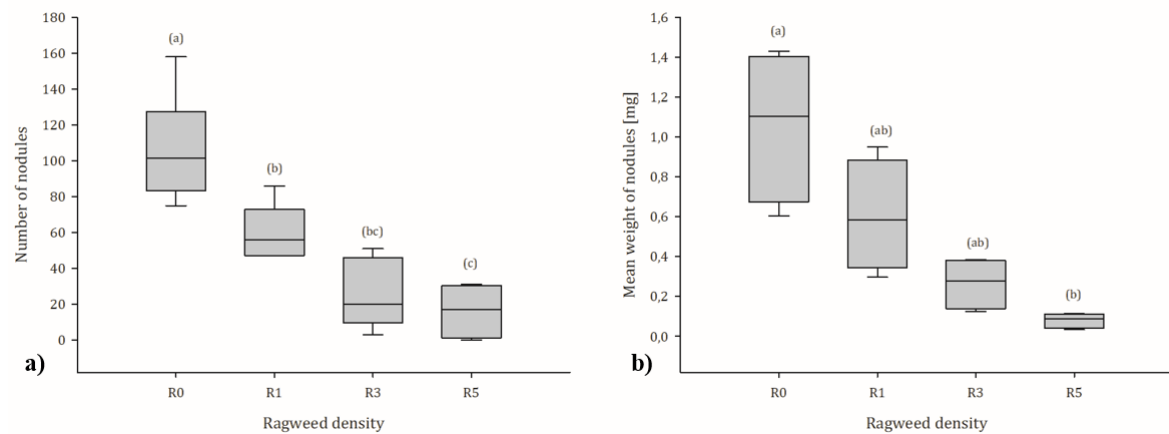 180
160
140
120
100
80
60
40
20
0
Number of nodules
(a)
(b)
(bc)
(c)
R0 R1 R3 R5
Ragweed density
a)
1,6
1,4
1,2
1,0
0,8
0,6
0,4
0,2
0,0
Mean weight of nodules [mg]
(a)
(ab)
(ab)
(b)
R0 R1 R3 R5
Ragweed density
b)